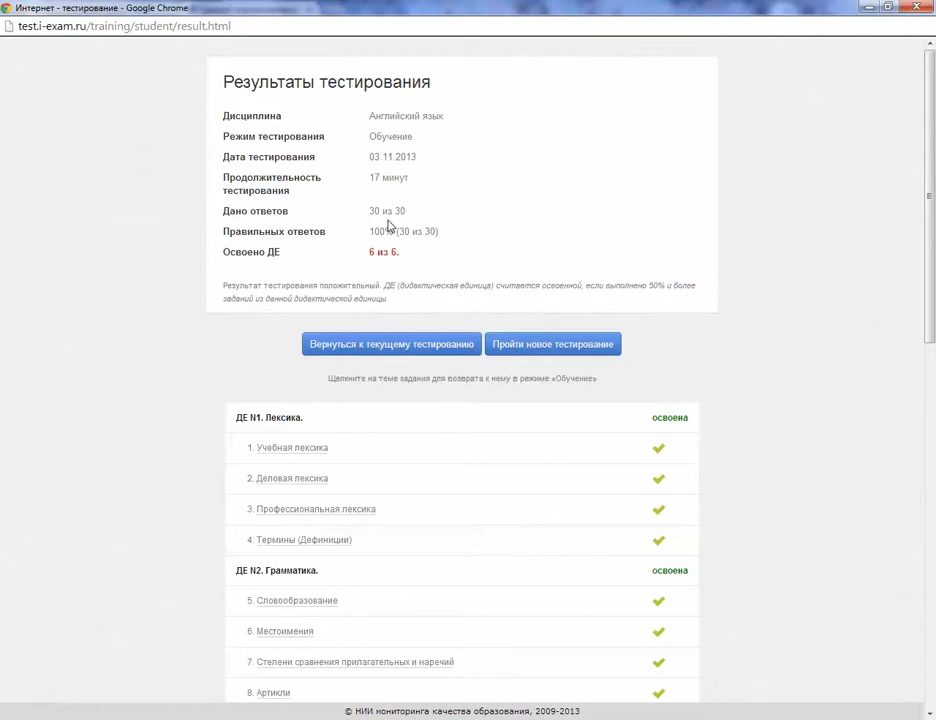 Интернет - тестирование - Google Chrome
test.i-exam.ru/training/student/result.html
Результаты тестирования
Дисциплина Английский язык
Режим тестирования Обучение
Дата тестирования 03.11.2013
Продолжительность тестирования 17 минут
Дано ответов 30 из 30
Правильных ответов 100% (30 из 30)
Освоено ДЕ 6 из 6.
Результат тестирования положительный. ДЕ (дидактическая единица) считается освоенной, если выполнено 50% и более
заданий из данной дидактической единицы.
Вернуться к текущему тестированию Пройти новое тестирование
Щелкните на теме задания для возврата к нему в режиме «Обучение»
ДЕ N1. Лексика. освоена
1. Учебная лексика
2. Деловая лексика
3. Профессиональная лексика
4. Термины (Дефиниции)
ДЕ N2. Грамматика. освоена
5. Словообразование
6. Местоимения
7. Степени сравнения прилагательных и наречий
8. Артикли
© НИИ мониторинга качества образования, 2009-2013